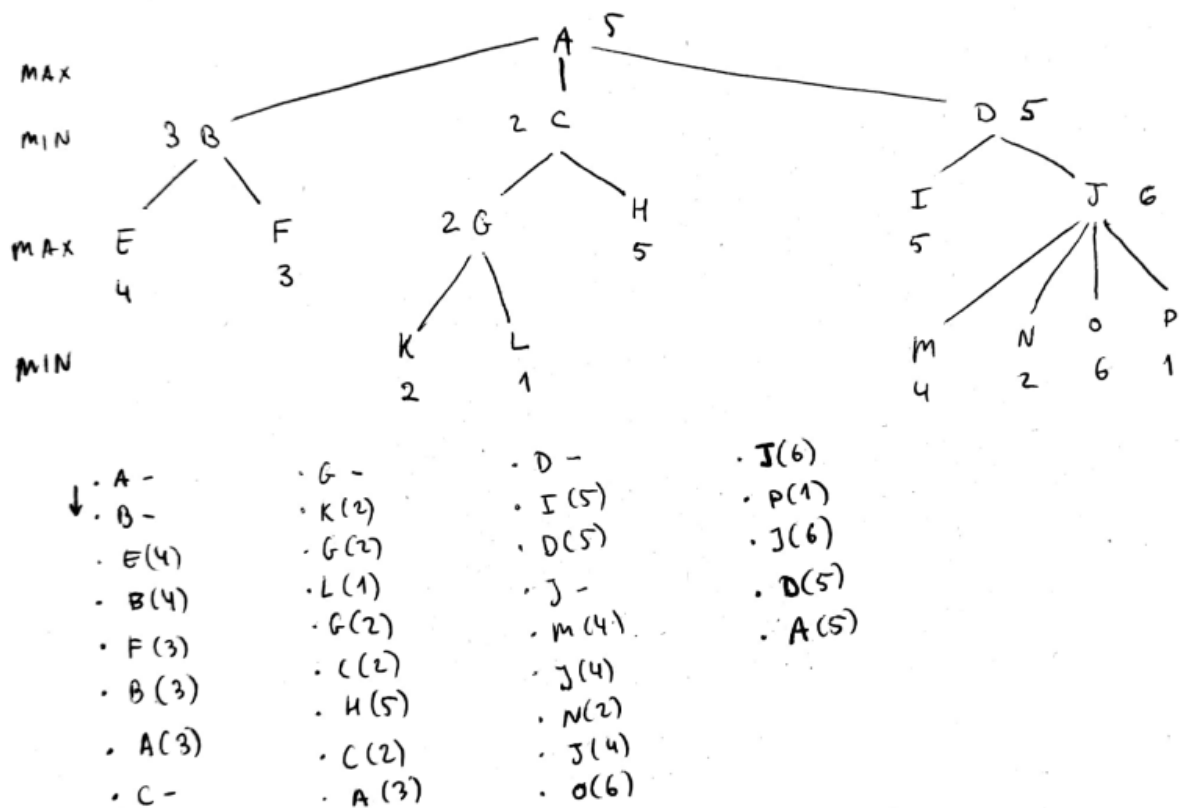 A 5
MAX
MIN 3 B 2 C D 5
MAX E F 2 G H I J 6
4 3 5 5
MIN K L M N O P
2 1 4 2 6 1
↓
· A -
· B -
· E(4)
· B(4)
· F(3)
· B(3)
· A(3)
· C -
· G -
· K(2)
· G(2)
· L(1)
· G(2)
· C(2)
· H(5)
· C(2)
· A(3)
· D -
· I(5)
· D(5)
· J -
· M(4)
· J(4)
· N(2)
· J(4)
· O(6)
· J(6)
· P(1)
· J(6)
· D(5)
· A(5)